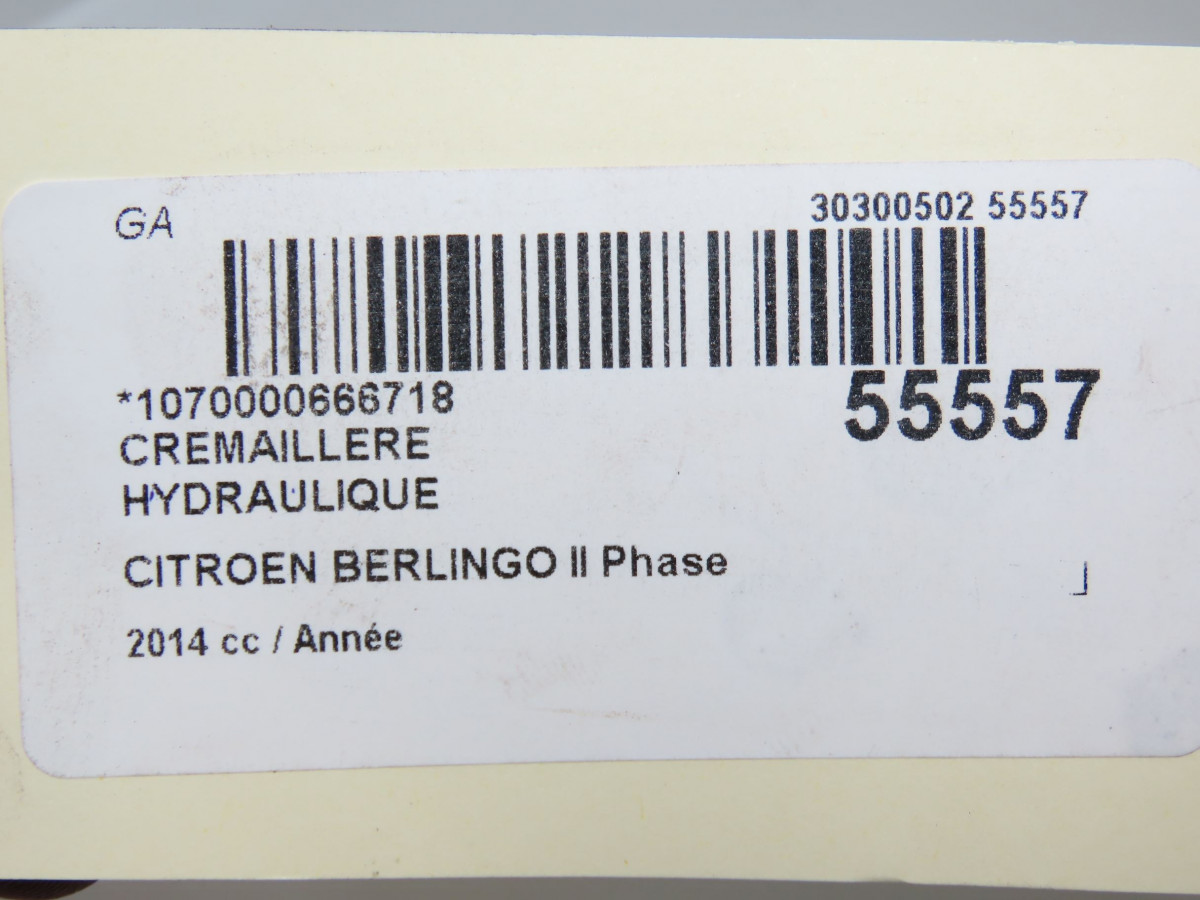 GA
30300502 55557
*1070000666718
55557
CREMAILLERE
HYDRAULIQUE
CITROEN BERLINGO II Phase
2014 cc / Année